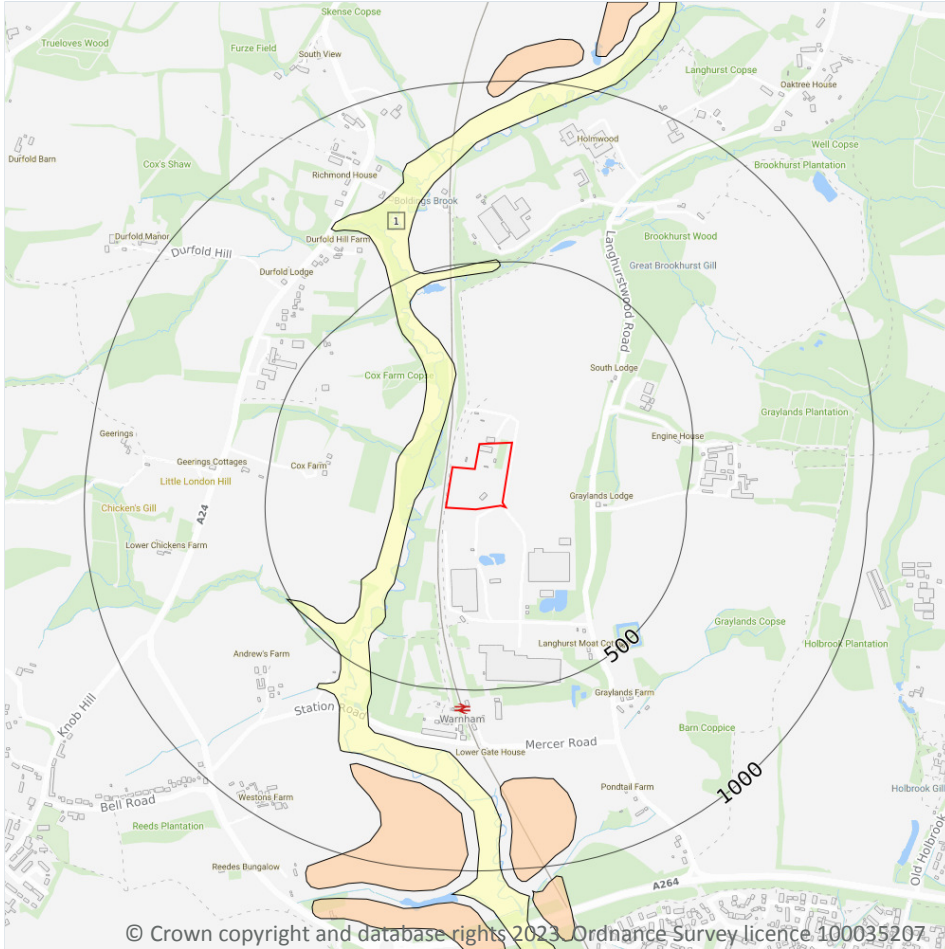 Skense Copse
Trueloves Wood
Furze Field
South View
Langhurst Copse
Oaktree House
Holmwood
Well Copse
Durfold Barn
Cox's Shaw
Brookhurst Plantation
Richmond House
Boldings Brook
1
Durfold Manor
Durfold Hill Farm
Brookhurst Wood
Durfold Hill
Langhurstwood Road
Great Brookhurst Gill
Durfold Lodge
South Lodge
Cox Farm Copse
Graylands Plantation
Geerings
Engine House
Geerings Cottages
Cox Farm
Little London Hill
Graylands Lodge
Chicken's Gill
A24
Lower Chickens Farm
Graylands Copse
Langhurst Moat Cot
500
Holbrook Plantation
Andrew's Farm
Graylands Farm
Knob Hill
Station Road
Warnham
Barn Coppice
Mercer Road
Lower Gate House
1000
Pondtail Farm
Holbrook Gill
Westons Farm
Bell Road
Reeds Plantation
Old Holbrook
Reedes Bungalow
A264
© Crown copyright and database rights 2023. Ordnance Survey licence 100035207